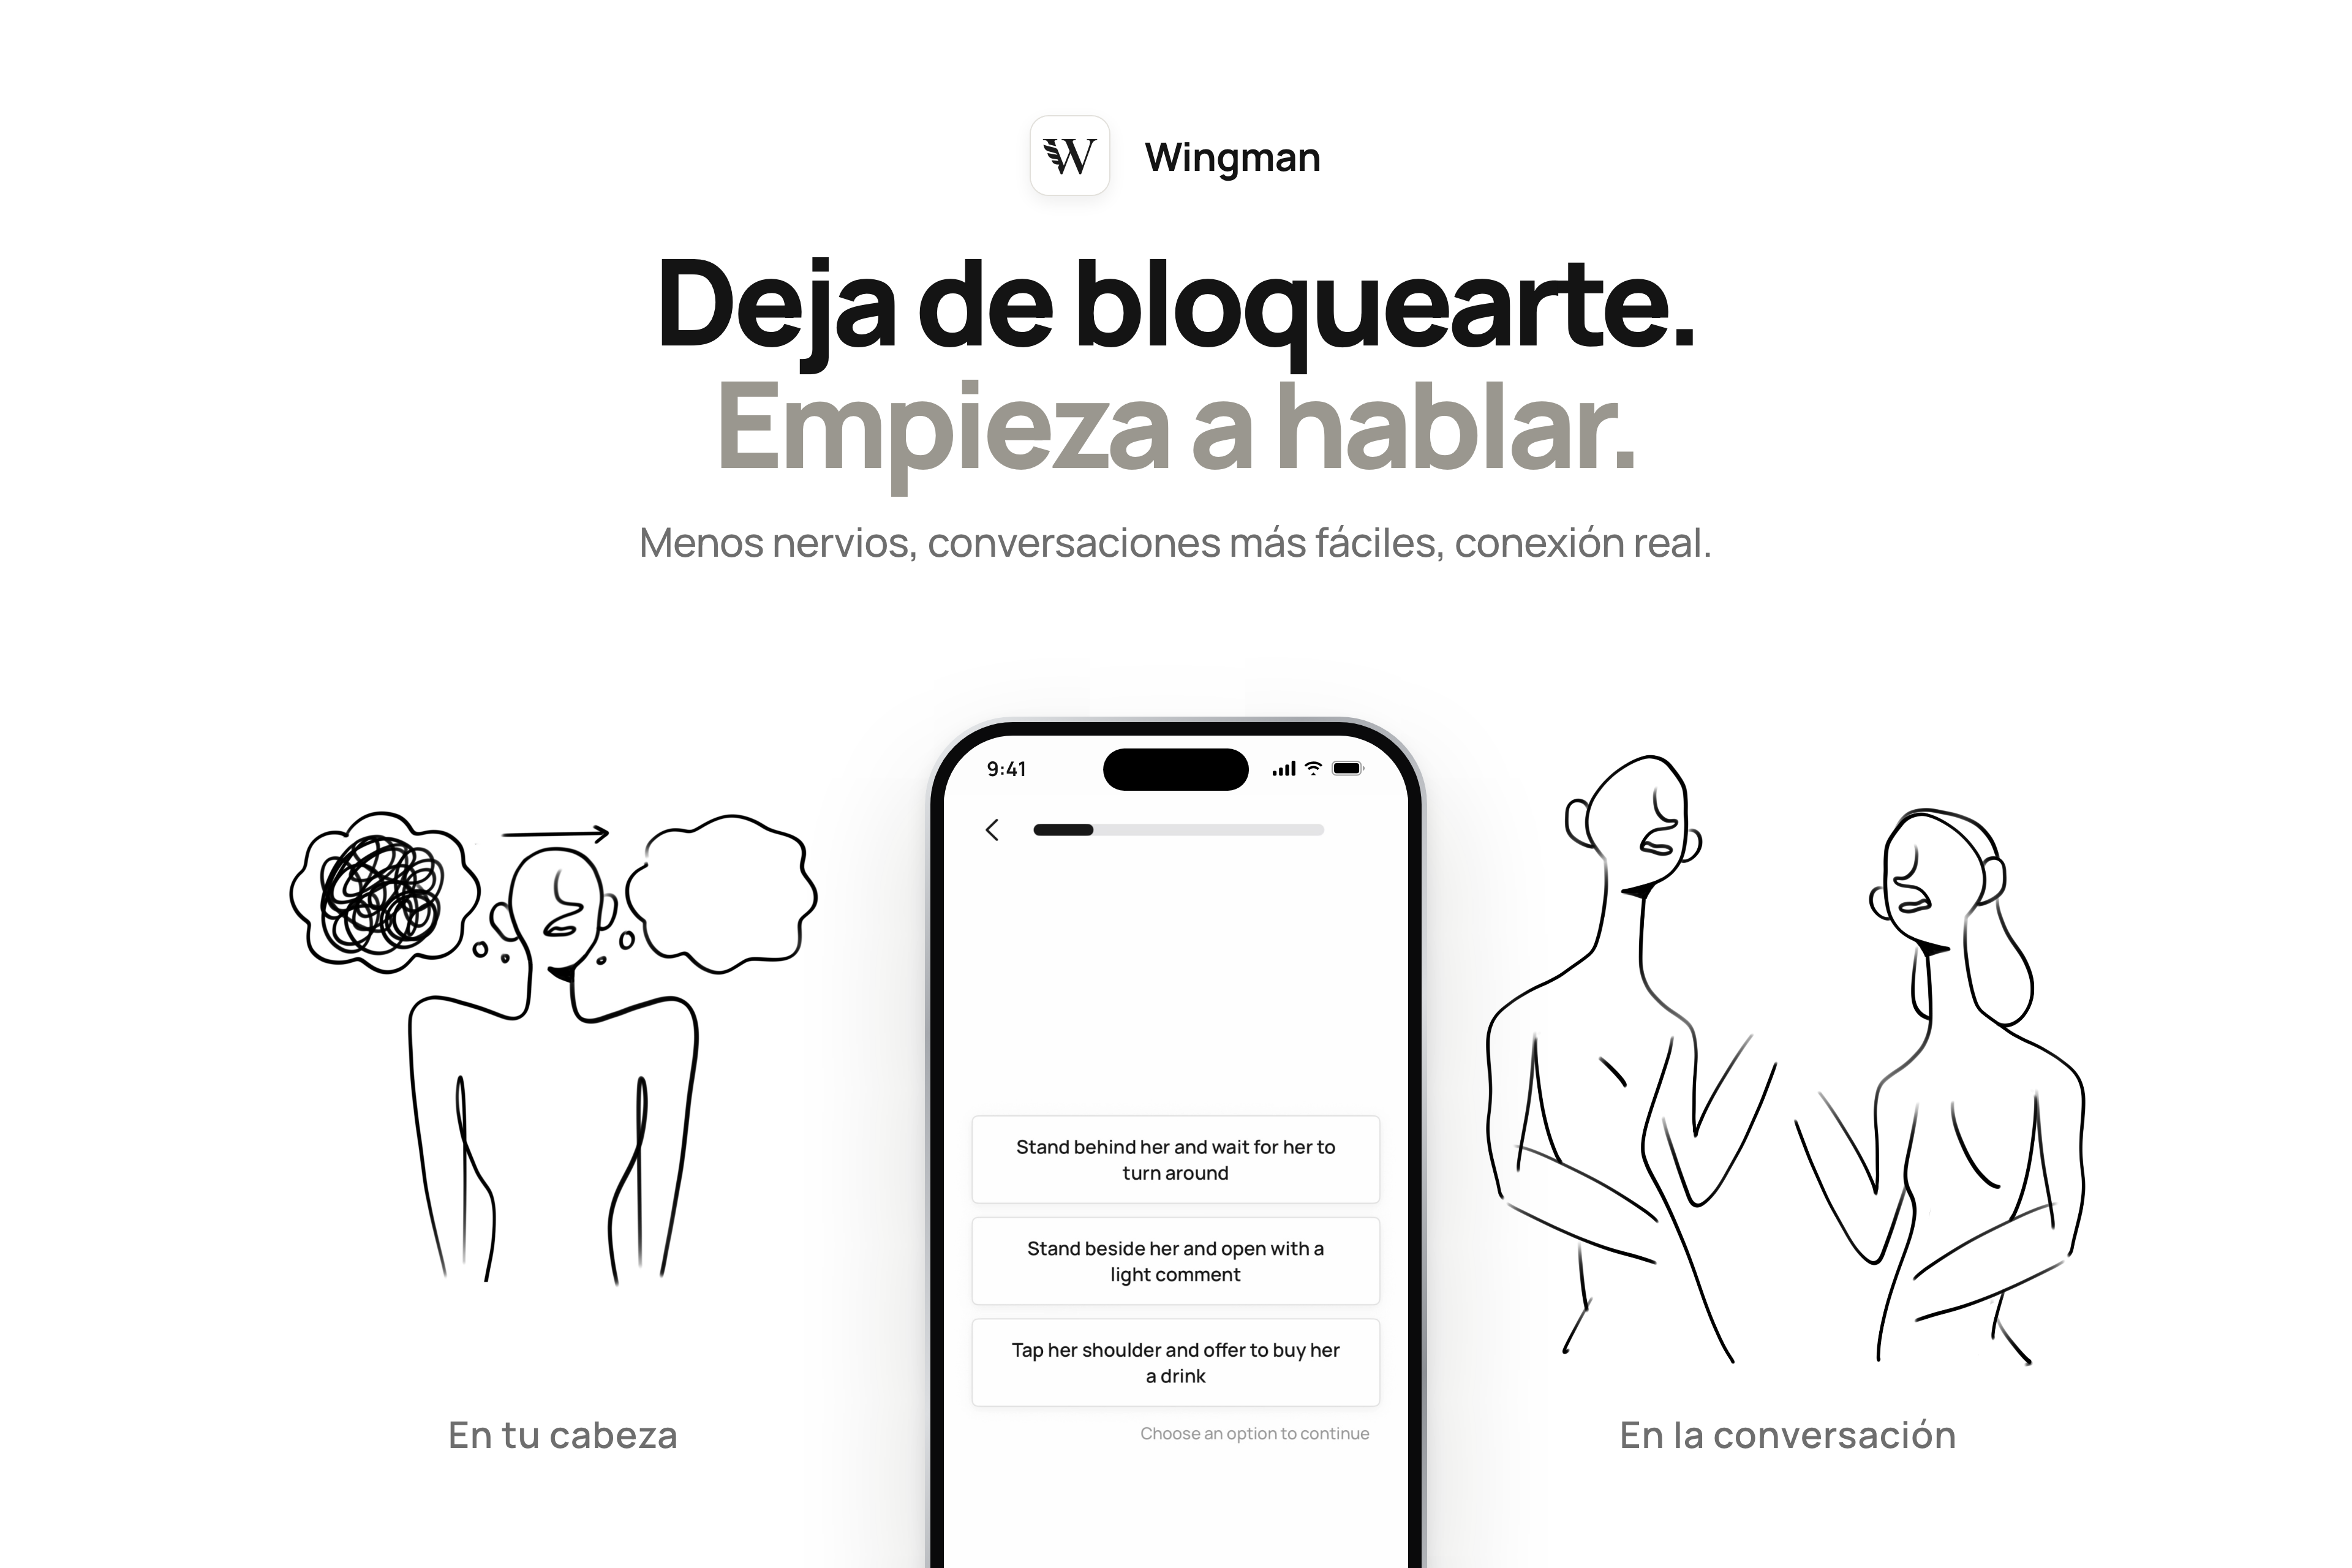 W
Wingman
Deja de bloquearte.
Empieza a hablar.
Menos nervios, conversaciones más fáciles, conexión real.
9:41
Stand behind her and wait for her to
turn around
Stand beside her and open with a
light comment
Tap her shoulder and offer to buy her
a drink
Choose an option to continue
En tu cabeza
En la conversación